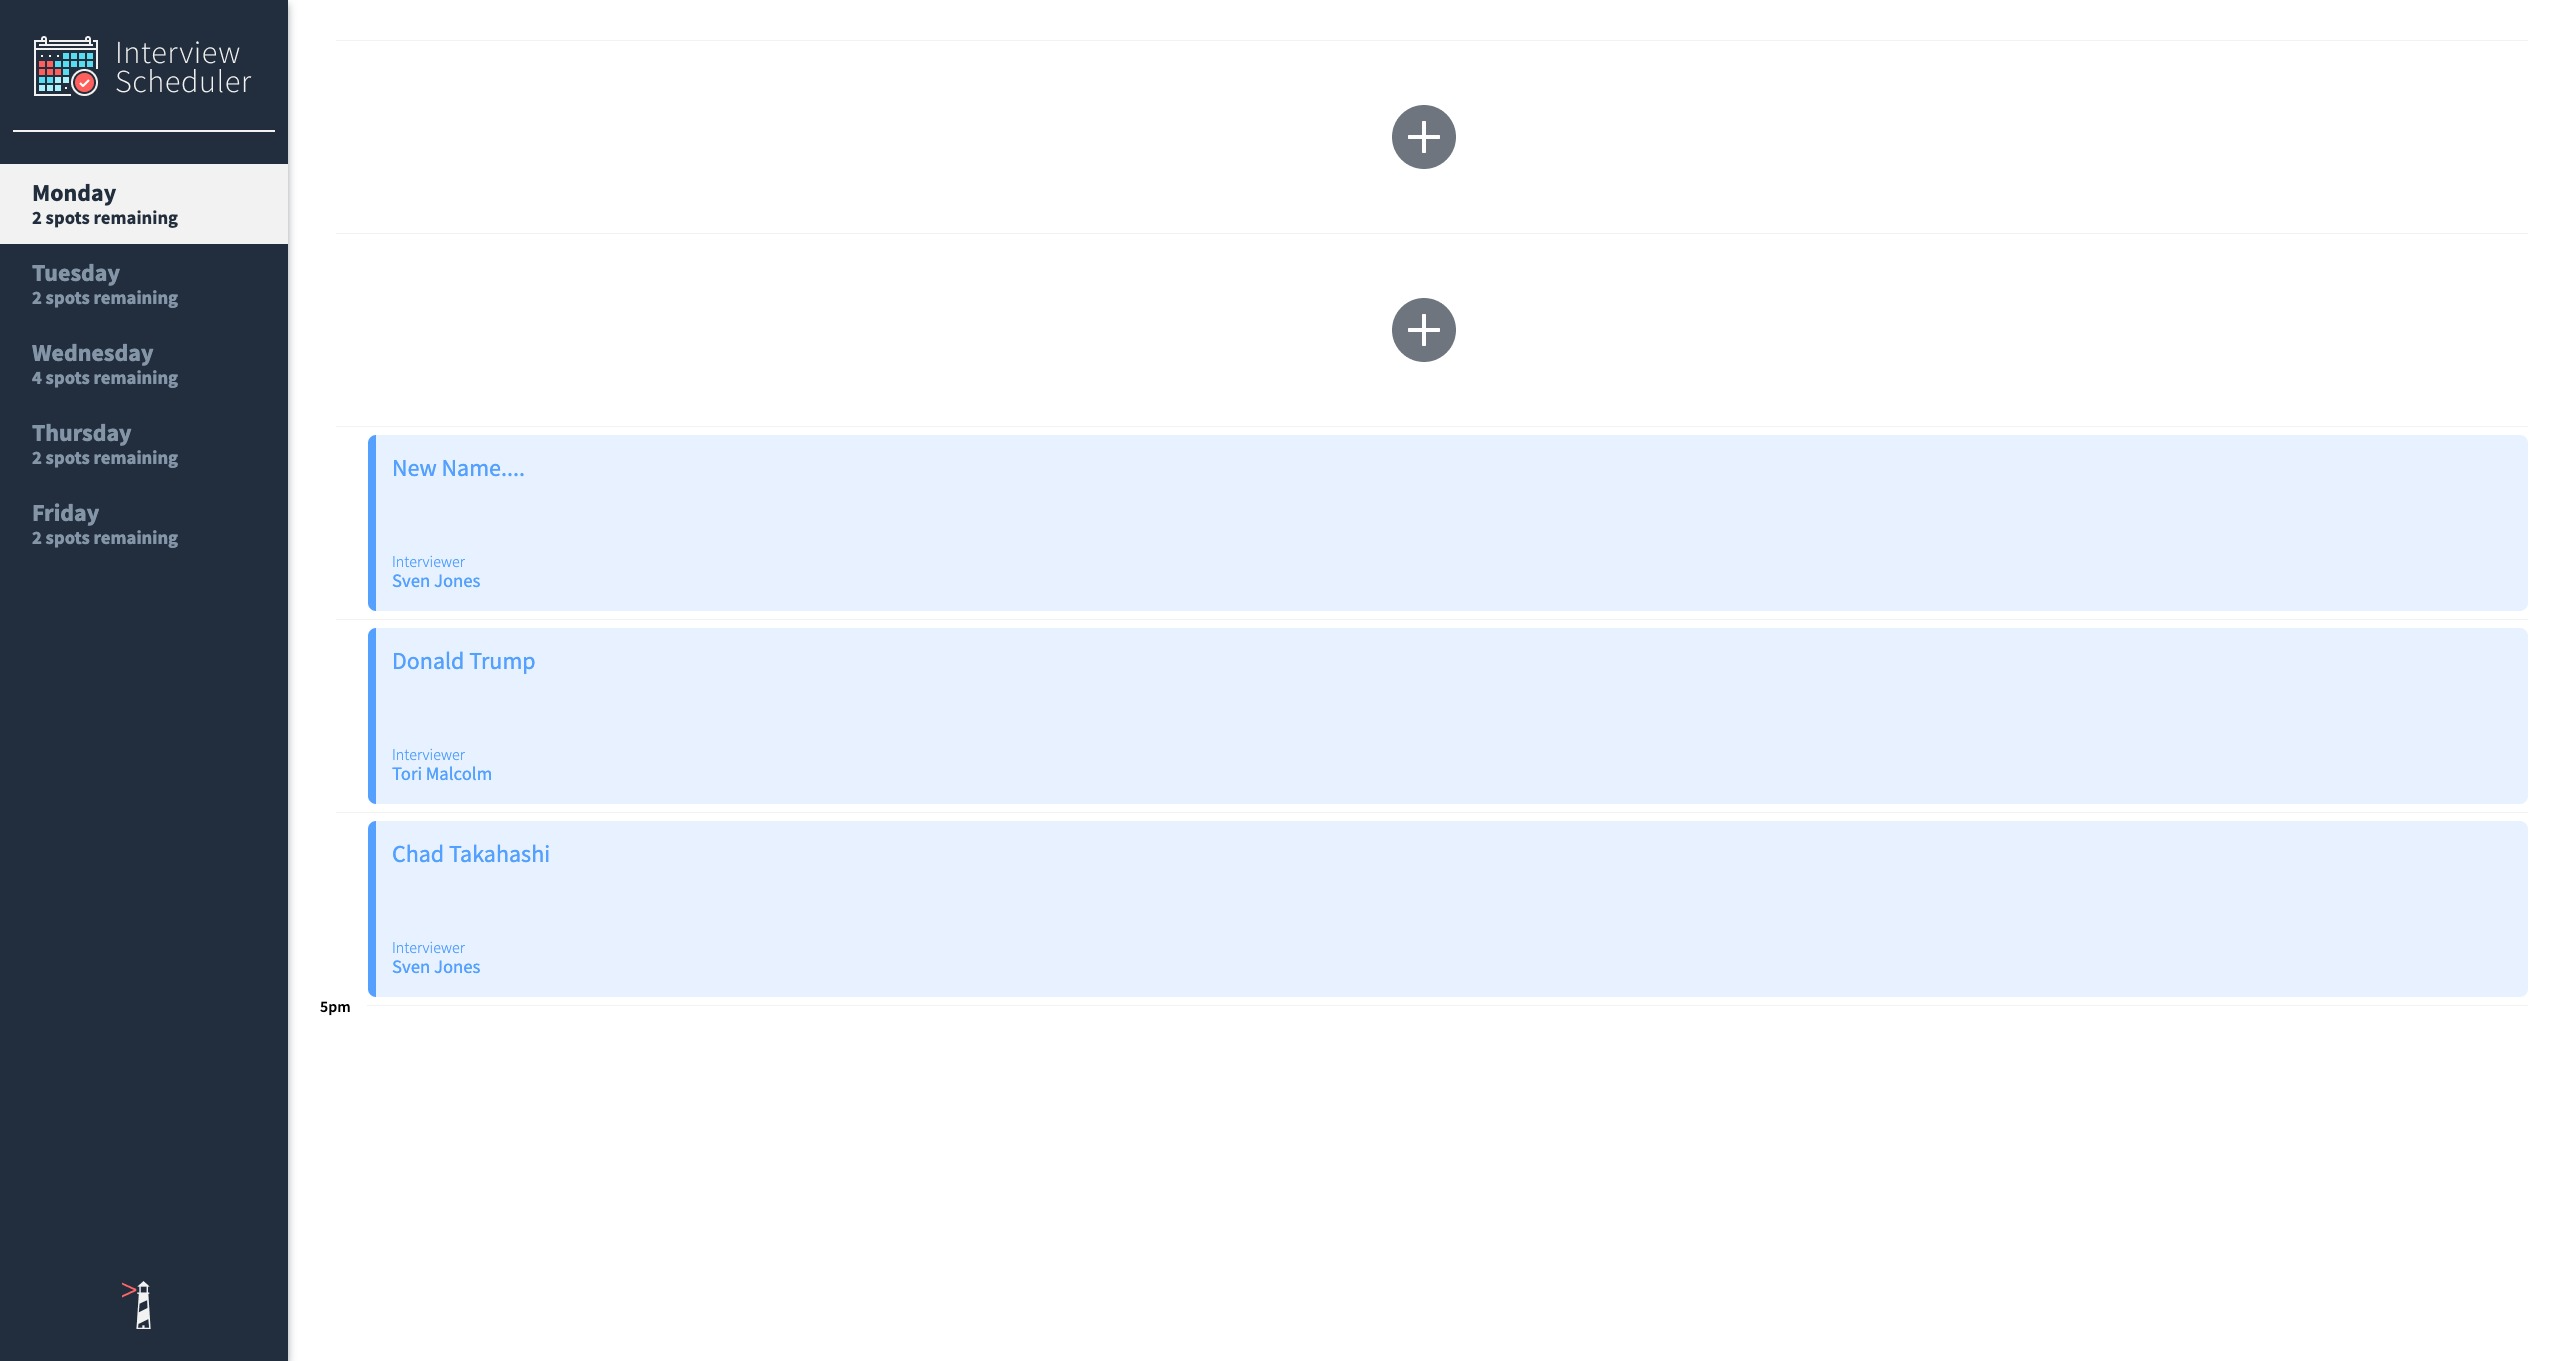 Interview
Scheduler
Monday
2 spots remaining
Tuesday
2 spots remaining
Wednesday
4 spots remaining
Thursday
2 spots remaining
Friday
2 spots remaining
New Name....
Interviewer
Sven Jones
Donald Trump
Interviewer
Tori Malcolm
Chad Takahashi
Interviewer
Sven Jones
5pm